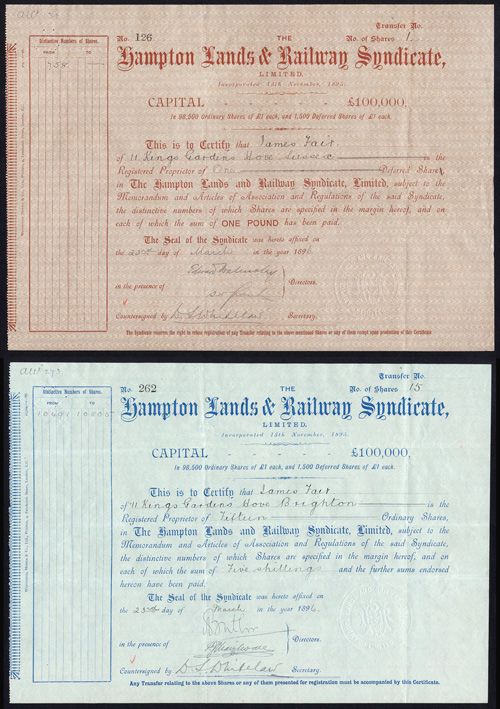 Transfer No.
No. 126 THE No. of Shares 1
Hampton Lands & Railway Syndicate,
LIMITED.
Incorporated 13th November, 1895.
CAPITAL - - - - - £100,000,
In 98,500 Ordinary Shares of £1 each, and 1,500 Deferred Shares of £1.
Distinctive Numbers of Shares.
FROM TO
This is to Certify that James Fair
of 11 Kings Gardens Hove Sussex is the
Registered Proprietor of One Deferred Share,
in The Hampton Lands and Railway Syndicate, Limited, subject to the
Memorandum and Articles of Association and Regulations of the said Syndicate,
the distinctive numbers of which Shares are specified in the margin hereof, and on
each of which the sum of ONE POUND has been paid.
The Seal of the Syndicate was hereto affixed on
the 23rd day of March in the year 1896
in the presence of Directors.
Countersigned by D. S. Whitelaw Secretary.
The Syndicate reserves the right to refuse registration of any Transfer relating to the above-mentioned Shares or any of them except upon production of this Certificate
Transfer No.
No. 262 THE No. of Shares 15
Hampton Lands & Railway Syndicate,
LIMITED.
Incorporated 13th November, 1895.
CAPITAL - - - - - £100,000,
In 98,500 Ordinary Shares of £1 each, and 1,500 Deferred Shares of £1.
Distinctive Numbers of Shares.
FROM TO
This is to Certify that James Fair
of 11 Kings Gardens Hove Brighton is the
Registered Proprietor of Fifteen Ordinary Shares,
in The Hampton Lands and Railway Syndicate, Limited, subject to the
Memorandum and Articles of Association and Regulations of the said Syndicate,
the distinctive numbers of which Shares are specified in the margin hereof, and on
each of which the sum of Five shillings and the further sums endorsed
hereon have been paid.
The Seal of the Syndicate was hereto affixed on
the 23rd day of March in the year 1896
in the presence of Directors.
Countersigned by D. S. Whitelaw Secretary.
Any Transfer relating to the above Shares or any of them presented for registration must be accompanied by this Certificate.